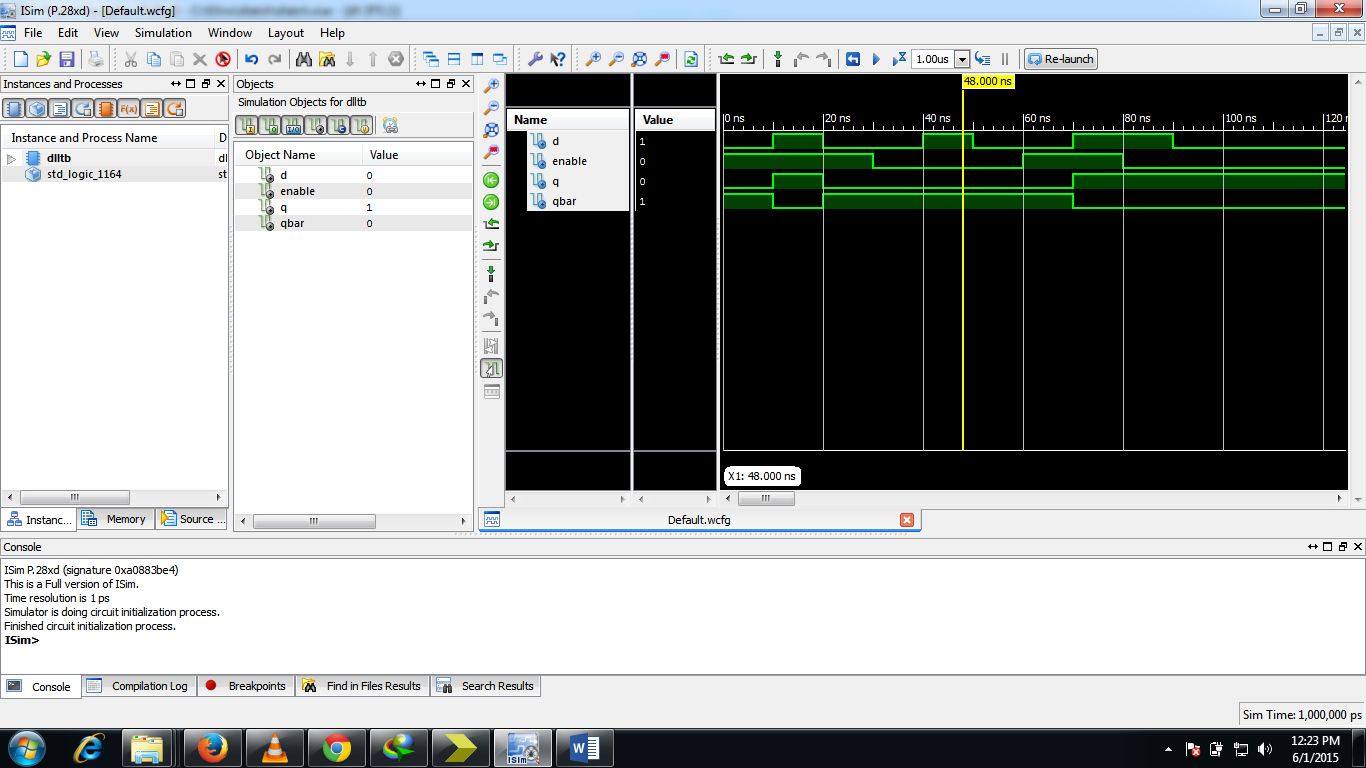 ISim (P.28xd) - [Default.wcfg]
File Edit View Simulation Window Layout Help
1.00us Re-launch
Instances and Processes
Instance and Process Name D
dlltb dl
std_logic_1164 st
Instanc... Memory Source ...
Objects
Simulation Objects for dlltb
Object Name Value
d 0
enable 0
q 1
qbar 0
Name Value
d 1
enable 0
q 0
qbar 1
48.000 ns
0 ns 20 ns 40 ns 60 ns 80 ns 100 ns 120 n
X1: 48.000 ns
Default.wcfg
Console
ISim P.28xd (signature 0xa0883be4)
This is a Full version of ISim.
Time resolution is 1 ps
Simulator is doing circuit initialization process.
Finished circuit initialization process.
ISim>
Console Compilation Log Breakpoints Find in Files Results Search Results
Sim Time: 1,000,000 ps
ISim
12:23 PM
6/1/2015